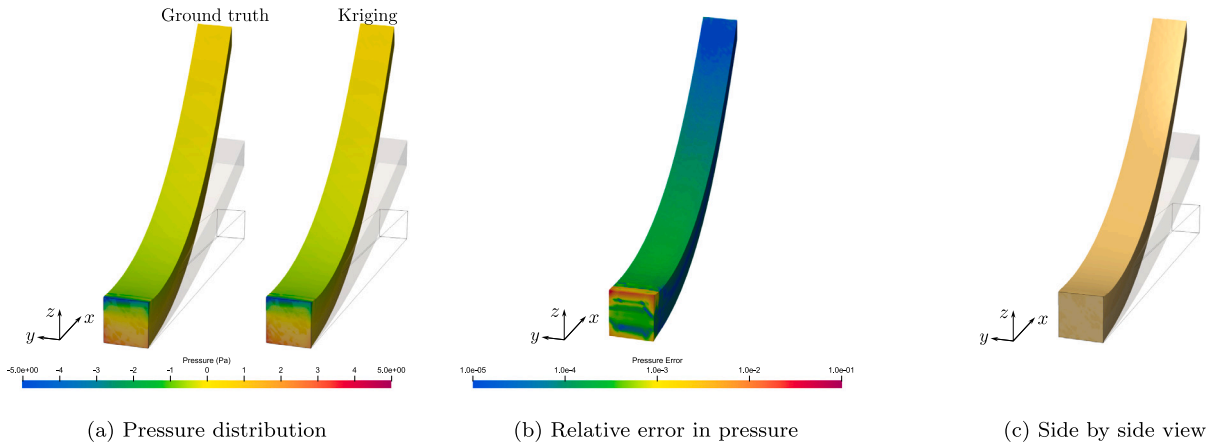 Ground truth
Kriging
z
x
y
Pressure (Pa)
-5.0e+00 -4 -3 -2 -1 0 1 2 3 4 5.0e+00
(a) Pressure distribution
z
x
y
Pressure Error
1.0e-05 1.0e-4 1.0e-3 1.0e-2 1.0e-01
(b) Relative error in pressure
z
x
y
(c) Side by side view